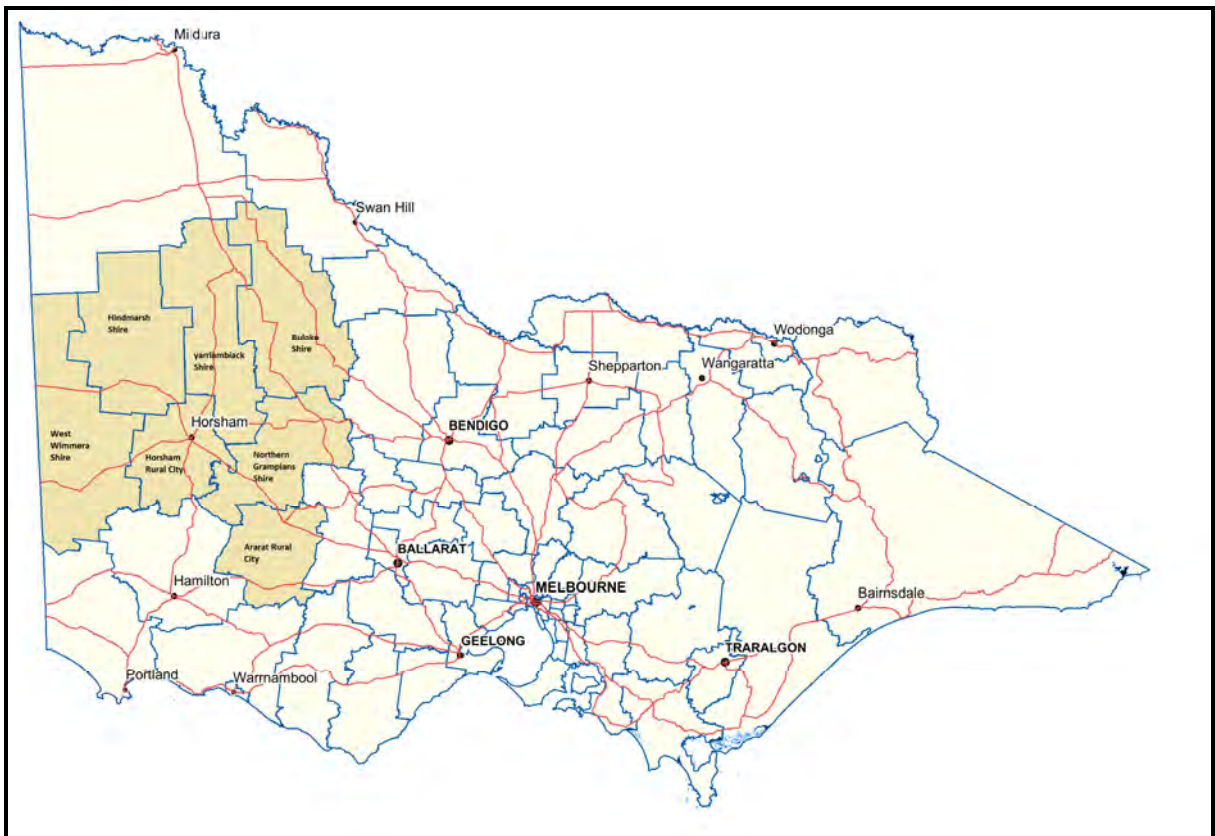 Mildura
Swan Hill
Hindmarsh
Shire
yarriambiack
Shire
Buloke
Shire
Wodonga
Shepparton
Wangaratta
Horsham
BENDIGO
West
Wimmera
Shire
Horsham
Rural City
Northern
Grampians
Shire
Ararat Rural
City
BALLARAT
Hamilton
MELBOURNE
Bairnsdale
GEELONG
TRARALGON
Portland
Warrnambool